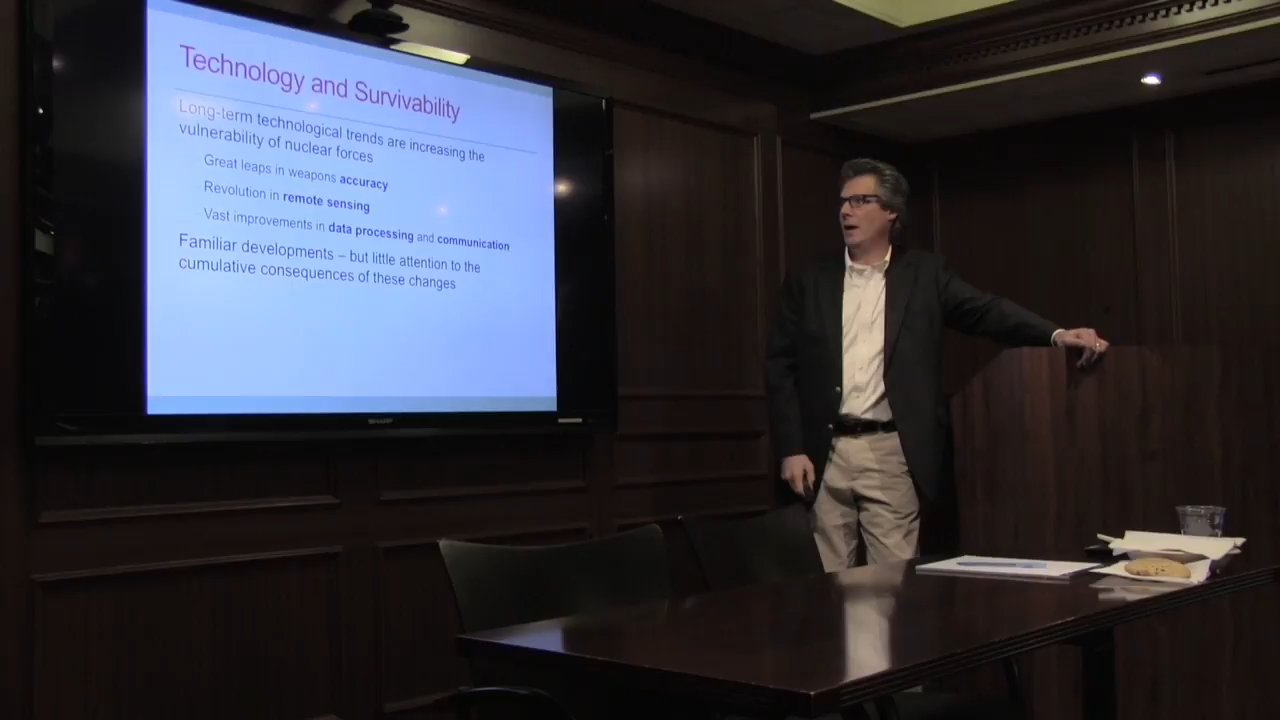 Technology and Survivability
Long-term technological trends are increasing the
vulnerability of nuclear forces
Great leaps in weapons accuracy
Revolution in remote sensing
Vast improvements in data processing and communication
Familiar developments – but little attention to the
cumulative consequences of these changes
SHARP